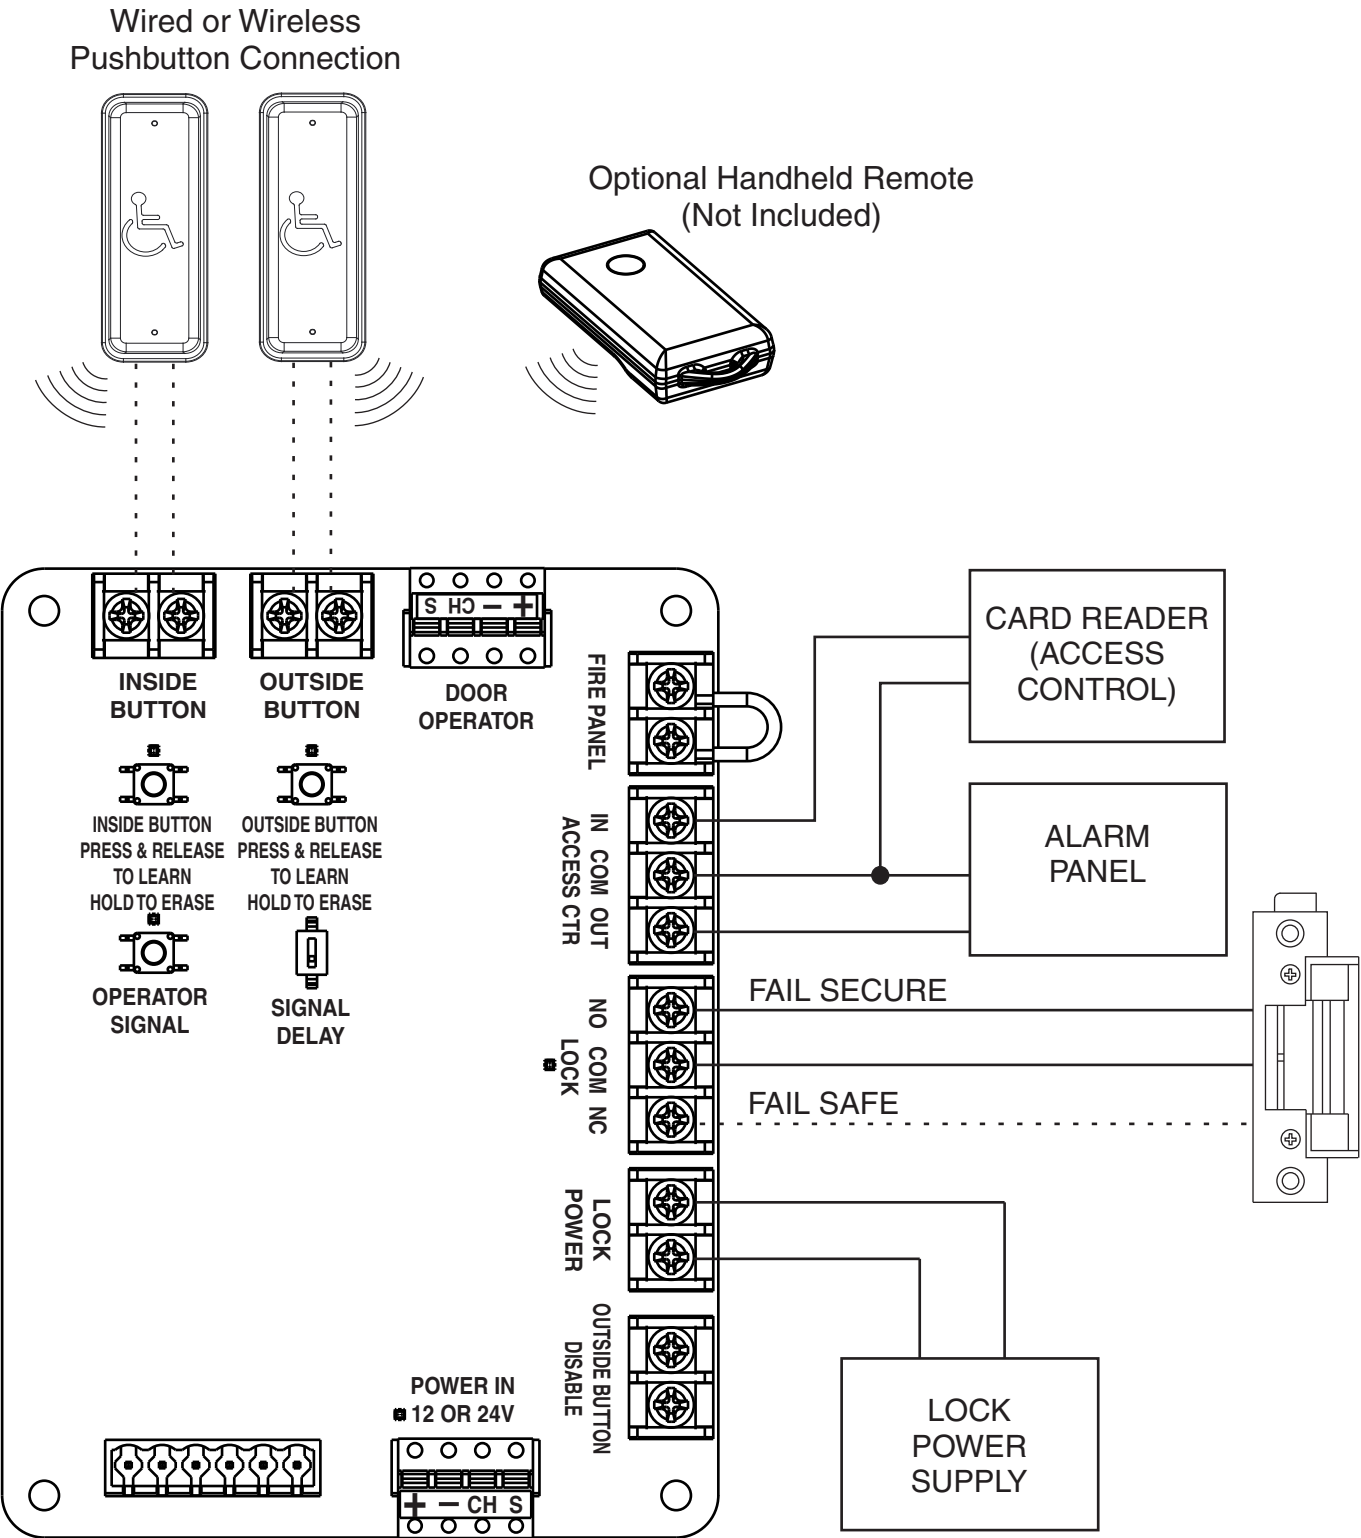 Wired or Wireless
Pushbutton Connection
Optional Handheld Remote
(Not Included)
INSIDE
BUTTON
OUTSIDE
BUTTON
S CH − +
DOOR
OPERATOR
FIRE PANEL
INSIDE BUTTON
PRESS & RELEASE
TO LEARN
HOLD TO ERASE
OUTSIDE BUTTON
PRESS & RELEASE
TO LEARN
HOLD TO ERASE
OPERATOR
SIGNAL
SIGNAL
DELAY
IN COM OUT
ACCESS CTR
CARD READER
(ACCESS
CONTROL)
ALARM
PANEL
NO COM NC
LOCK
FAIL SECURE
FAIL SAFE
LOCK
POWER
OUTSIDE BUTTON
DISABLE
LOCK
POWER
SUPPLY
POWER IN
12 OR 24V
+ − CH S